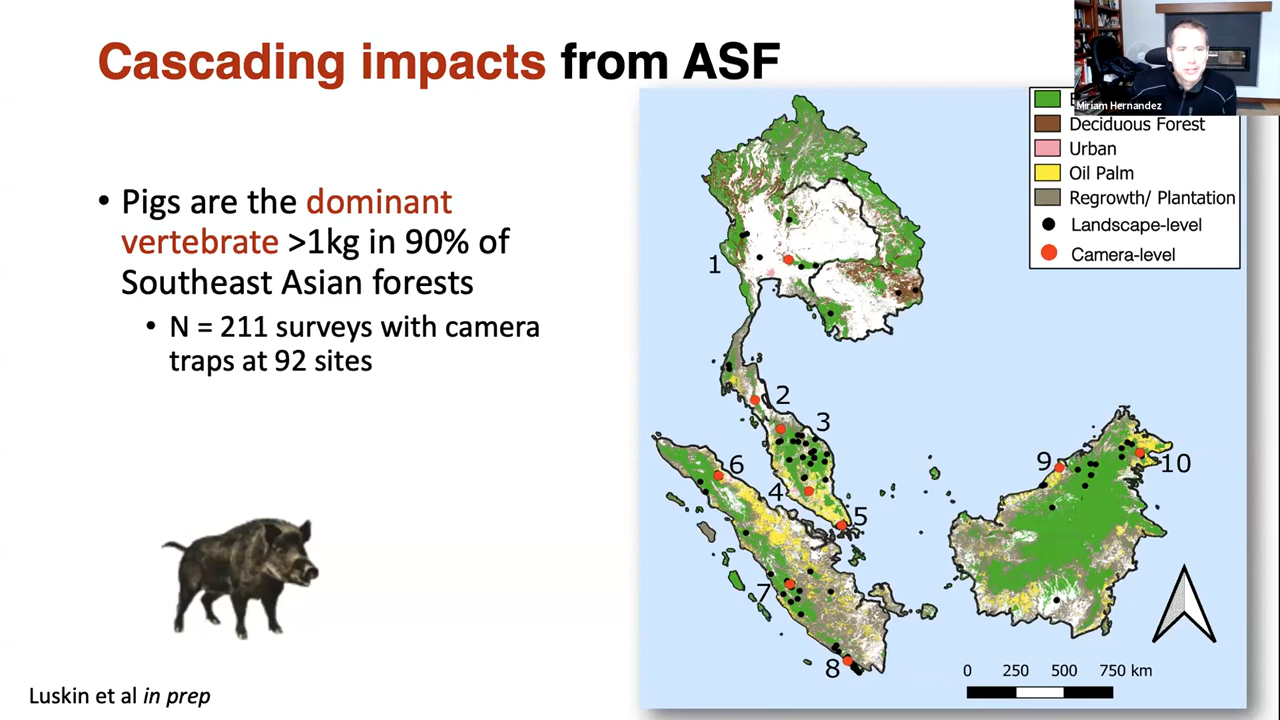 Cascading impacts from ASF
Miriam Hernandez
Deciduous Forest
Urban
Oil Palm
Regrowth/ Plantation
Landscape-level
Camera-level
• Pigs are the dominant
vertebrate >1kg in 90% of
Southeast Asian forests
• N = 211 surveys with camera
traps at 92 sites
1
2
3
4
5
6
7
8
9
10
0 250 500 750 km
Luskin et al in prep